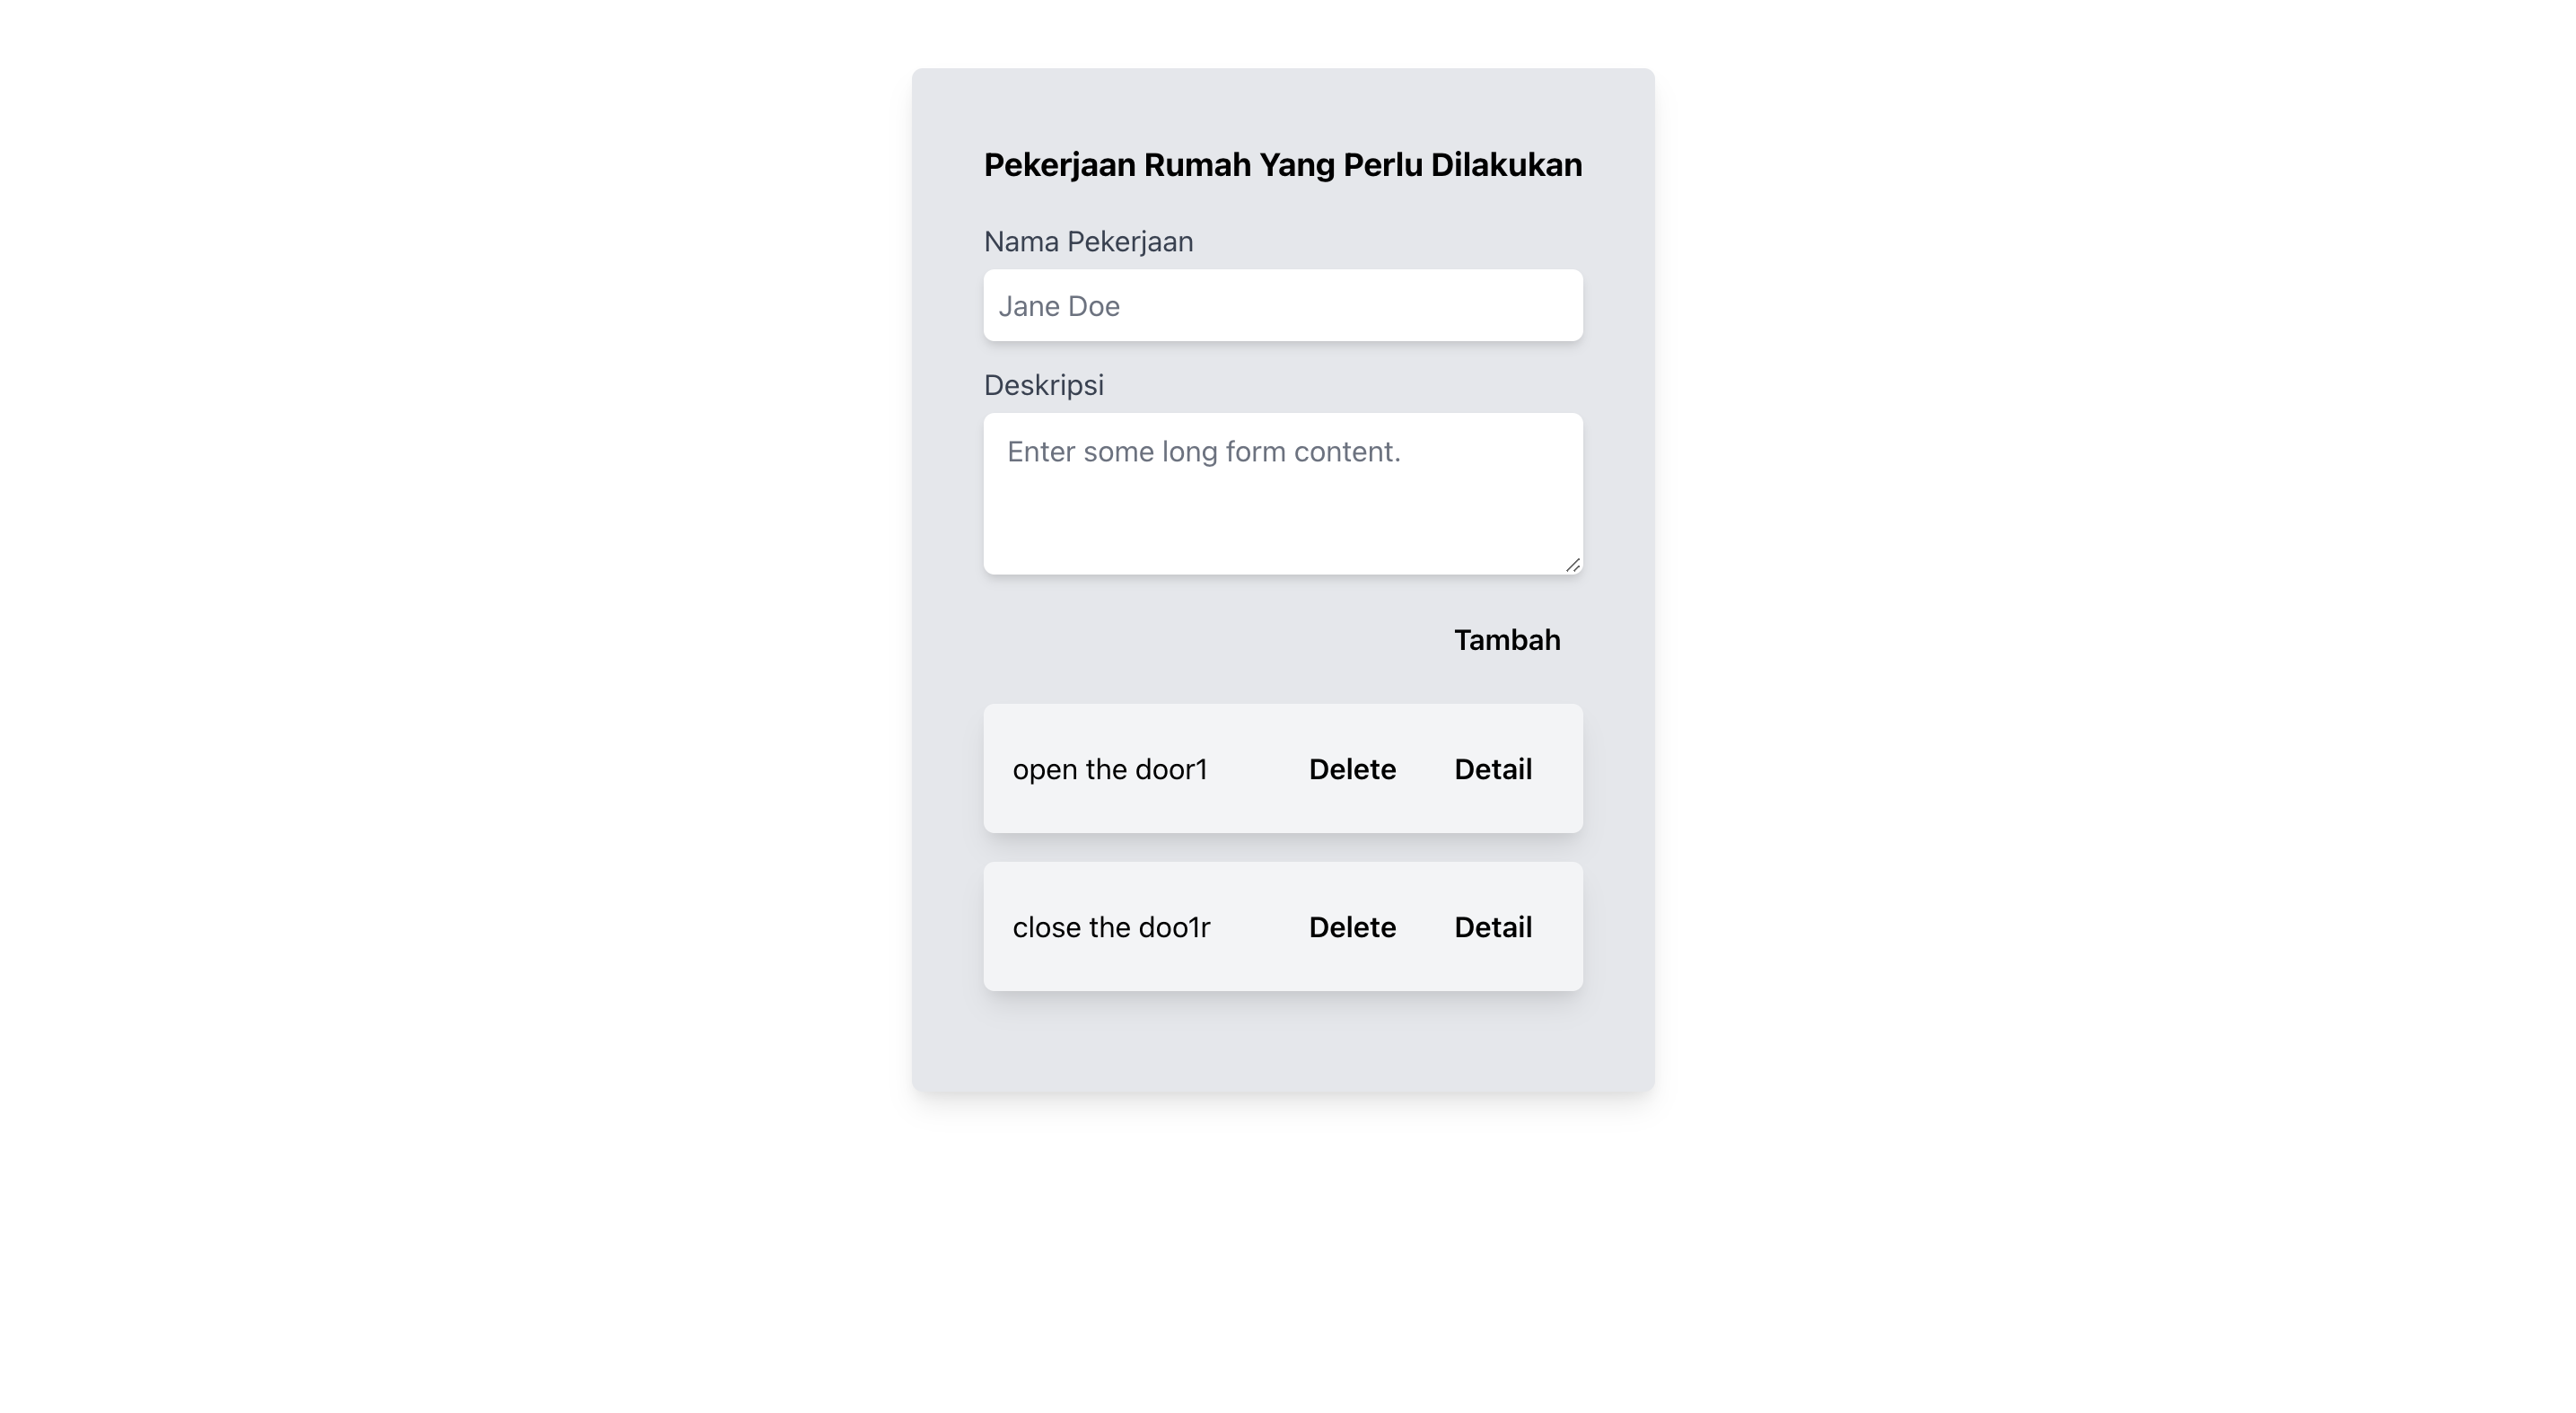 Pekerjaan Rumah Yang Perlu Dilakukan
Nama Pekerjaan
Jane Doe
Deskripsi
Enter some long form content.
Tambah
open the door1 Delete Detail
close the doo1r Delete Detail